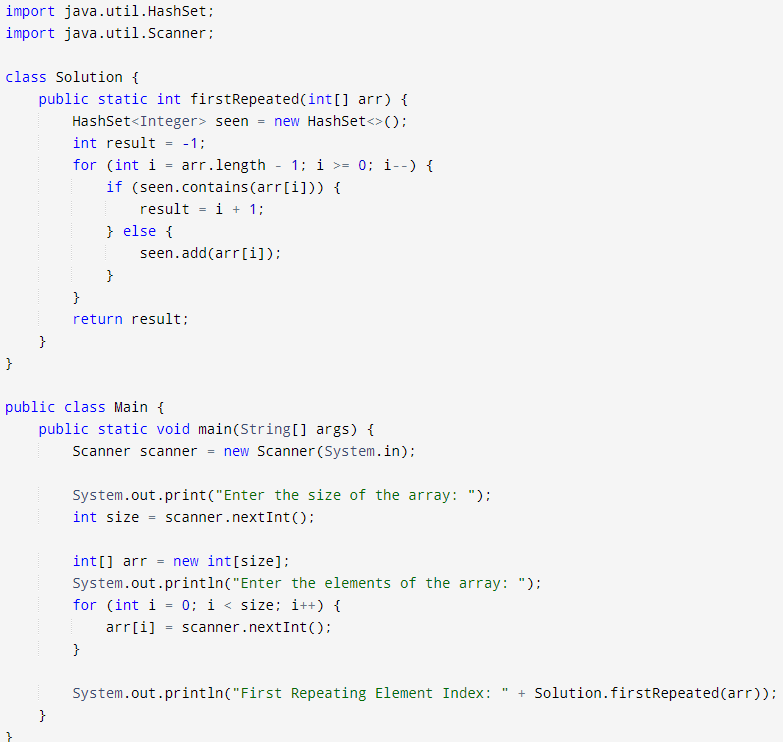 import java.util.HashSet;
import java.util.Scanner;

class Solution {
    public static int firstRepeated(int[] arr) {
        HashSet<Integer> seen = new HashSet<>();
        int result = -1;
        for (int i = arr.length - 1; i >= 0; i--) {
            if (seen.contains(arr[i])) {
                result = i + 1;
            } else {
                seen.add(arr[i]);
            }
        }
        return result;
    }
}

public class Main {
    public static void main(String[] args) {
        Scanner scanner = new Scanner(System.in);

        System.out.print("Enter the size of the array: ");
        int size = scanner.nextInt();

        int[] arr = new int[size];
        System.out.println("Enter the elements of the array: ");
        for (int i = 0; i < size; i++) {
            arr[i] = scanner.nextInt();
        }

        System.out.println("First Repeating Element Index: " + Solution.firstRepeated(arr));
    }
}